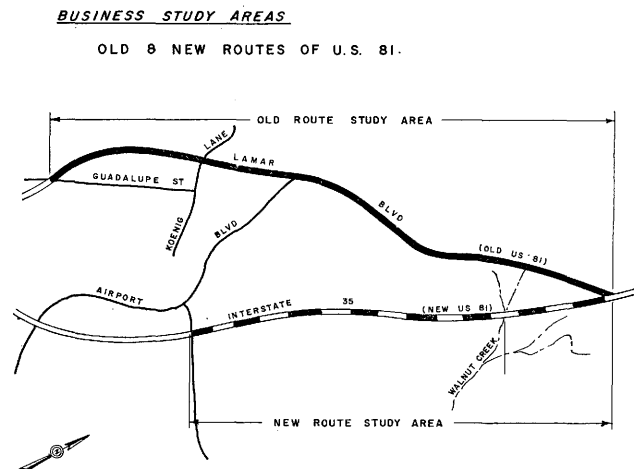 BUSINESS STUDY AREAS
OLD & NEW ROUTES OF U.S. 81.
OLD ROUTE STUDY AREA
LANE
LAMAR
GUADALUPE ST
KOENIG
BLVD
BLVD
(OLD US 81)
AIRPORT
INTERSTATE 35 (NEW US 81)
WALNUT CREEK
NEW ROUTE STUDY AREA